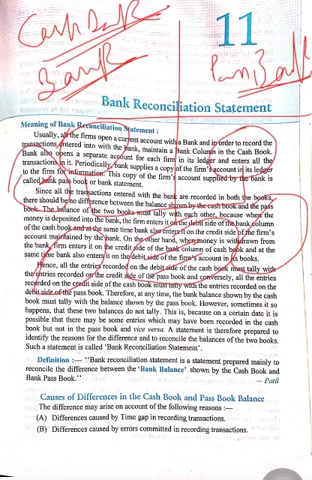 Cash Book
Bank
Pass Book
11
Bank Reconciliation Statement
Meaning of Bank Reconciliation Statement :
Usually, all the firms open a current account with a Bank and in order to record the
transactions entered into with the Bank, maintain a Bank Column in the Cash Book.
Bank also opens a separate account for each firm in its ledger and enters all the
transactions in it. Periodically, bank supplies a copy of the firm's account in its ledger
to the firm for information. This copy of the firm's account supplied by the bank is
called bank pass book or bank statement.
Since all the transactions entered with the bank are recorded in both the books,
there should be no difference between the balance shown by the cash book and the pass
book. The balance of the two books must tally with each other, because when the
money is deposited into the bank, the firm enters it on the debit side of the bank column
of the cash book and at the same time bank also enters it on the credit side of the firm's
account maintained by the bank. On the other hand, when money is withdrawn from
the bank, firm enters it on the credit side of the bank column of cash book and at the
same time bank also enters it on the debit side of the firm's account in its books.
Hence, all the entries recorded on the debit side of the cash book must tally with
the entries recorded on the credit side of the pass book and conversely, all the entries
recorded on the credit side of the cash book must tally with the entries recorded on the
debit side of the pass book. Therefore, at any time, the bank balance shown by the cash
book must tally with the balance shown by the pass book. However, sometimes it so
happens, that these two balances do not tally. This is, because on a certain date it is
possible that there may be some entries which may have been recorded in the cash
book but not in the pass book and vice versa. A statement is therefore prepared to
identify the reasons for the difference and to reconcile the balances of the two books.
Such a statement is called 'Bank Reconciliation Statement'.
Definition :— "Bank reconciliation statement is a statement prepared mainly to
reconcile the difference between the 'Bank Balance' shown by the Cash Book and
Bank Pass Book."
— Patil
Causes of Differences in the Cash Book and Pass Book Balance
The difference may arise on account of the following reasons :—
(A) Differences caused by Time gap in recording transactions.
(B) Differences caused by errors committed in recording transactions.